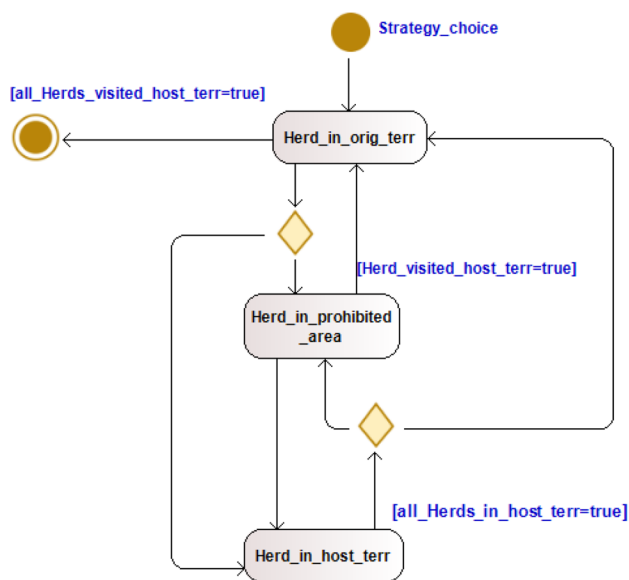 Strategy_choice
[all_Herds_visited_host_terr=true]
Herd_in_orig_terr
[Herd_visited_host_terr=true]
Herd_in_prohibited
_area
[all_Herds_in_host_terr=true]
Herd_in_host_terr